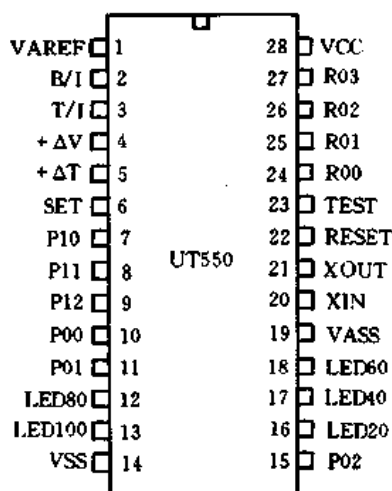 VAREF 1 28 VCC
B/I 2 27 R03
T/I 3 26 R02
+ΔV 4 25 R01
+ΔT 5 24 R00
SET 6 23 TEST
P10 7 22 RESET
P11 8 UT550 21 XOUT
P12 9 20 XIN
P00 10 19 VASS
P01 11 18 LED60
LED80 12 17 LED40
LED100 13 16 LED20
VSS 14 15 P02